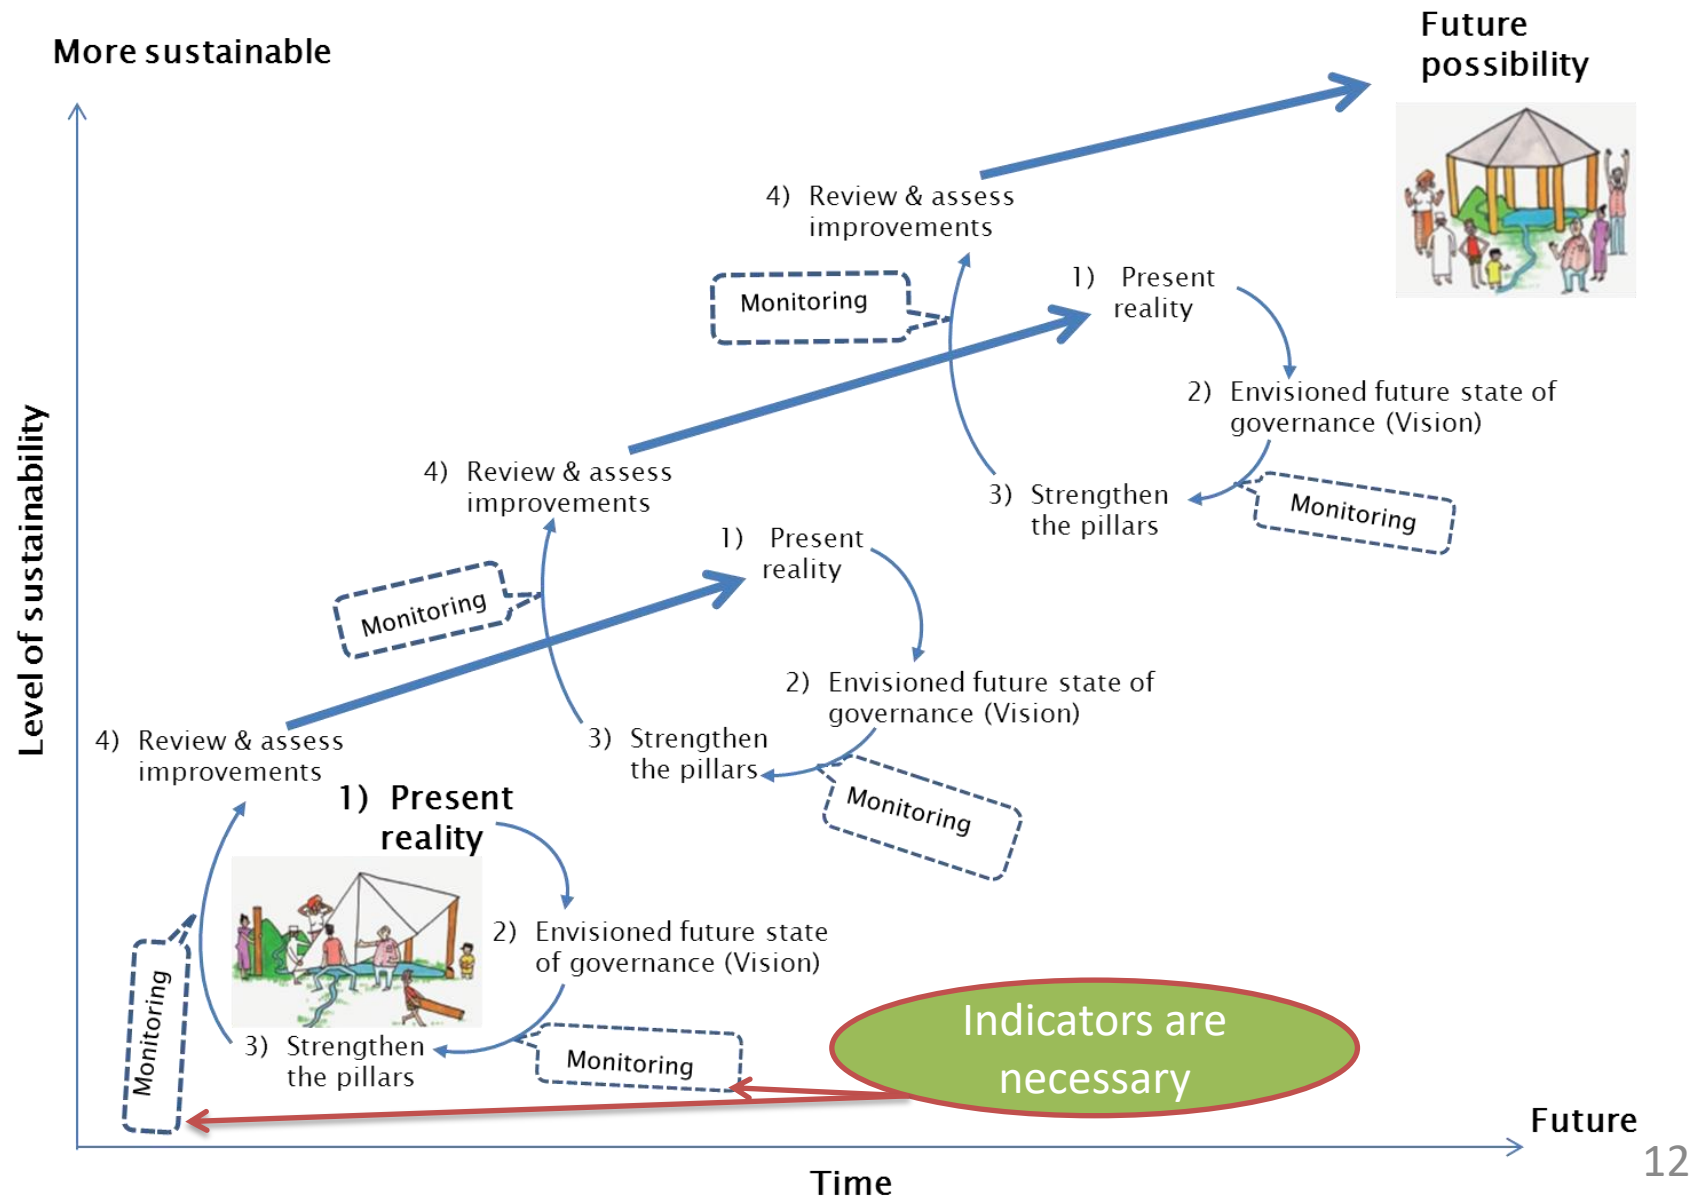 More sustainable
Future
possibility
4) Review & assess
improvements
Monitoring
1) Present
reality
2) Envisioned future state of
governance (Vision)
3) Strengthen
the pillars
Monitoring
4) Review & assess
improvements
Monitoring
1) Present
reality
2) Envisioned future state of
governance (Vision)
3) Strengthen
the pillars
Monitoring
4) Review & assess
improvements
1) Present
reality
2) Envisioned future state
of governance (Vision)
3) Strengthen
the pillars
Monitoring
Monitoring
Indicators are
necessary
Level of sustainability
Future
Time
12